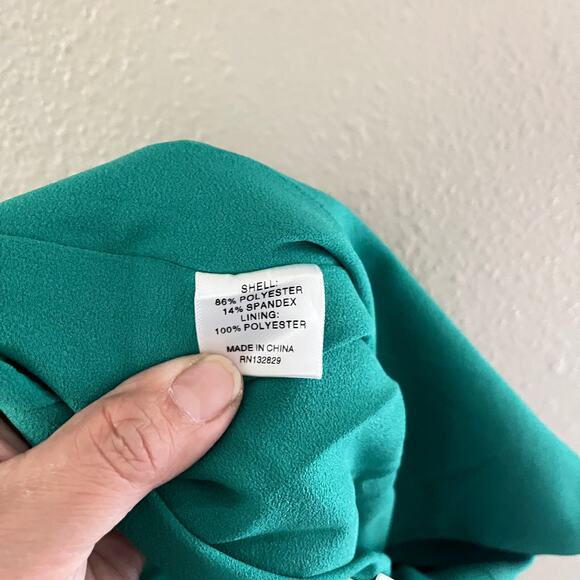 SHELL:
86% POLYESTER
14% SPANDEX
LINING:
100% POLYESTER
MADE IN CHINA
RN132829